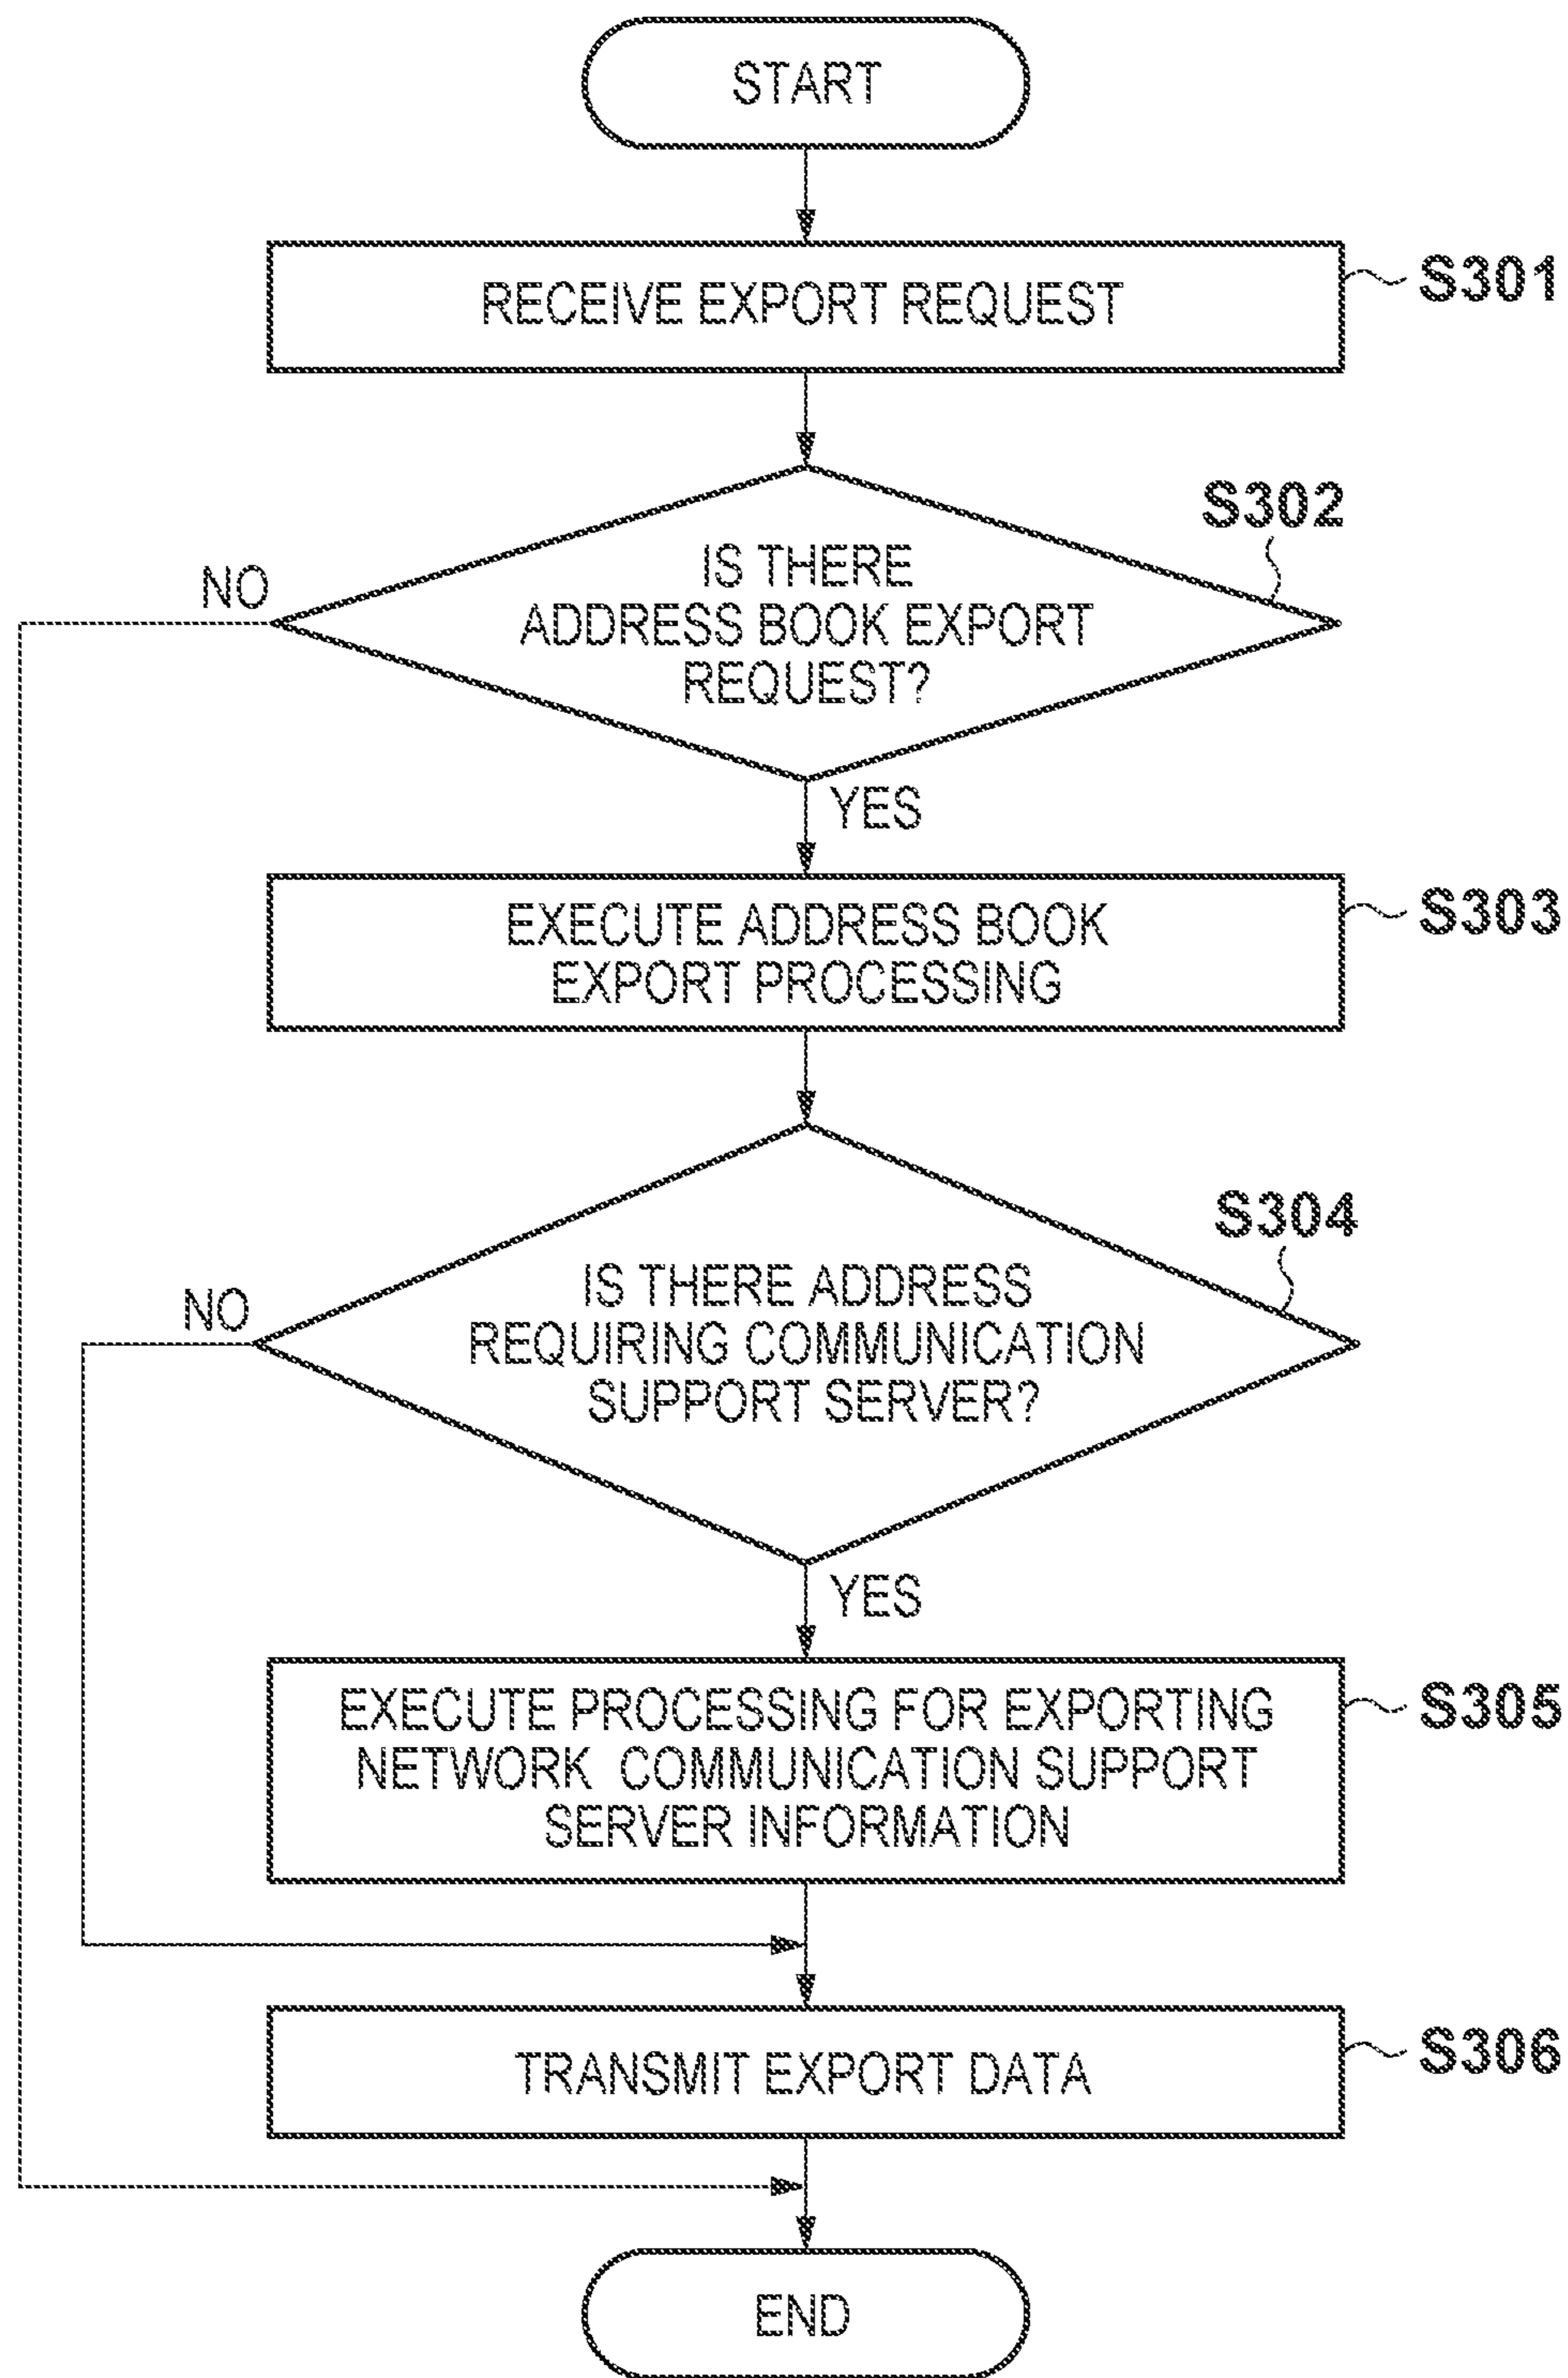 START
RECEIVE EXPORT REQUEST
S301
S302
IS THERE
ADDRESS BOOK EXPORT
REQUEST?
NO
YES
EXECUTE ADDRESS BOOK
EXPORT PROCESSING
S303
S304
IS THERE ADDRESS
REQUIRING COMMUNICATION
SUPPORT SERVER?
NO
YES
EXECUTE PROCESSING FOR EXPORTING
NETWORK COMMUNICATION SUPPORT
SERVER INFORMATION
S305
TRANSMIT EXPORT DATA
S306
END